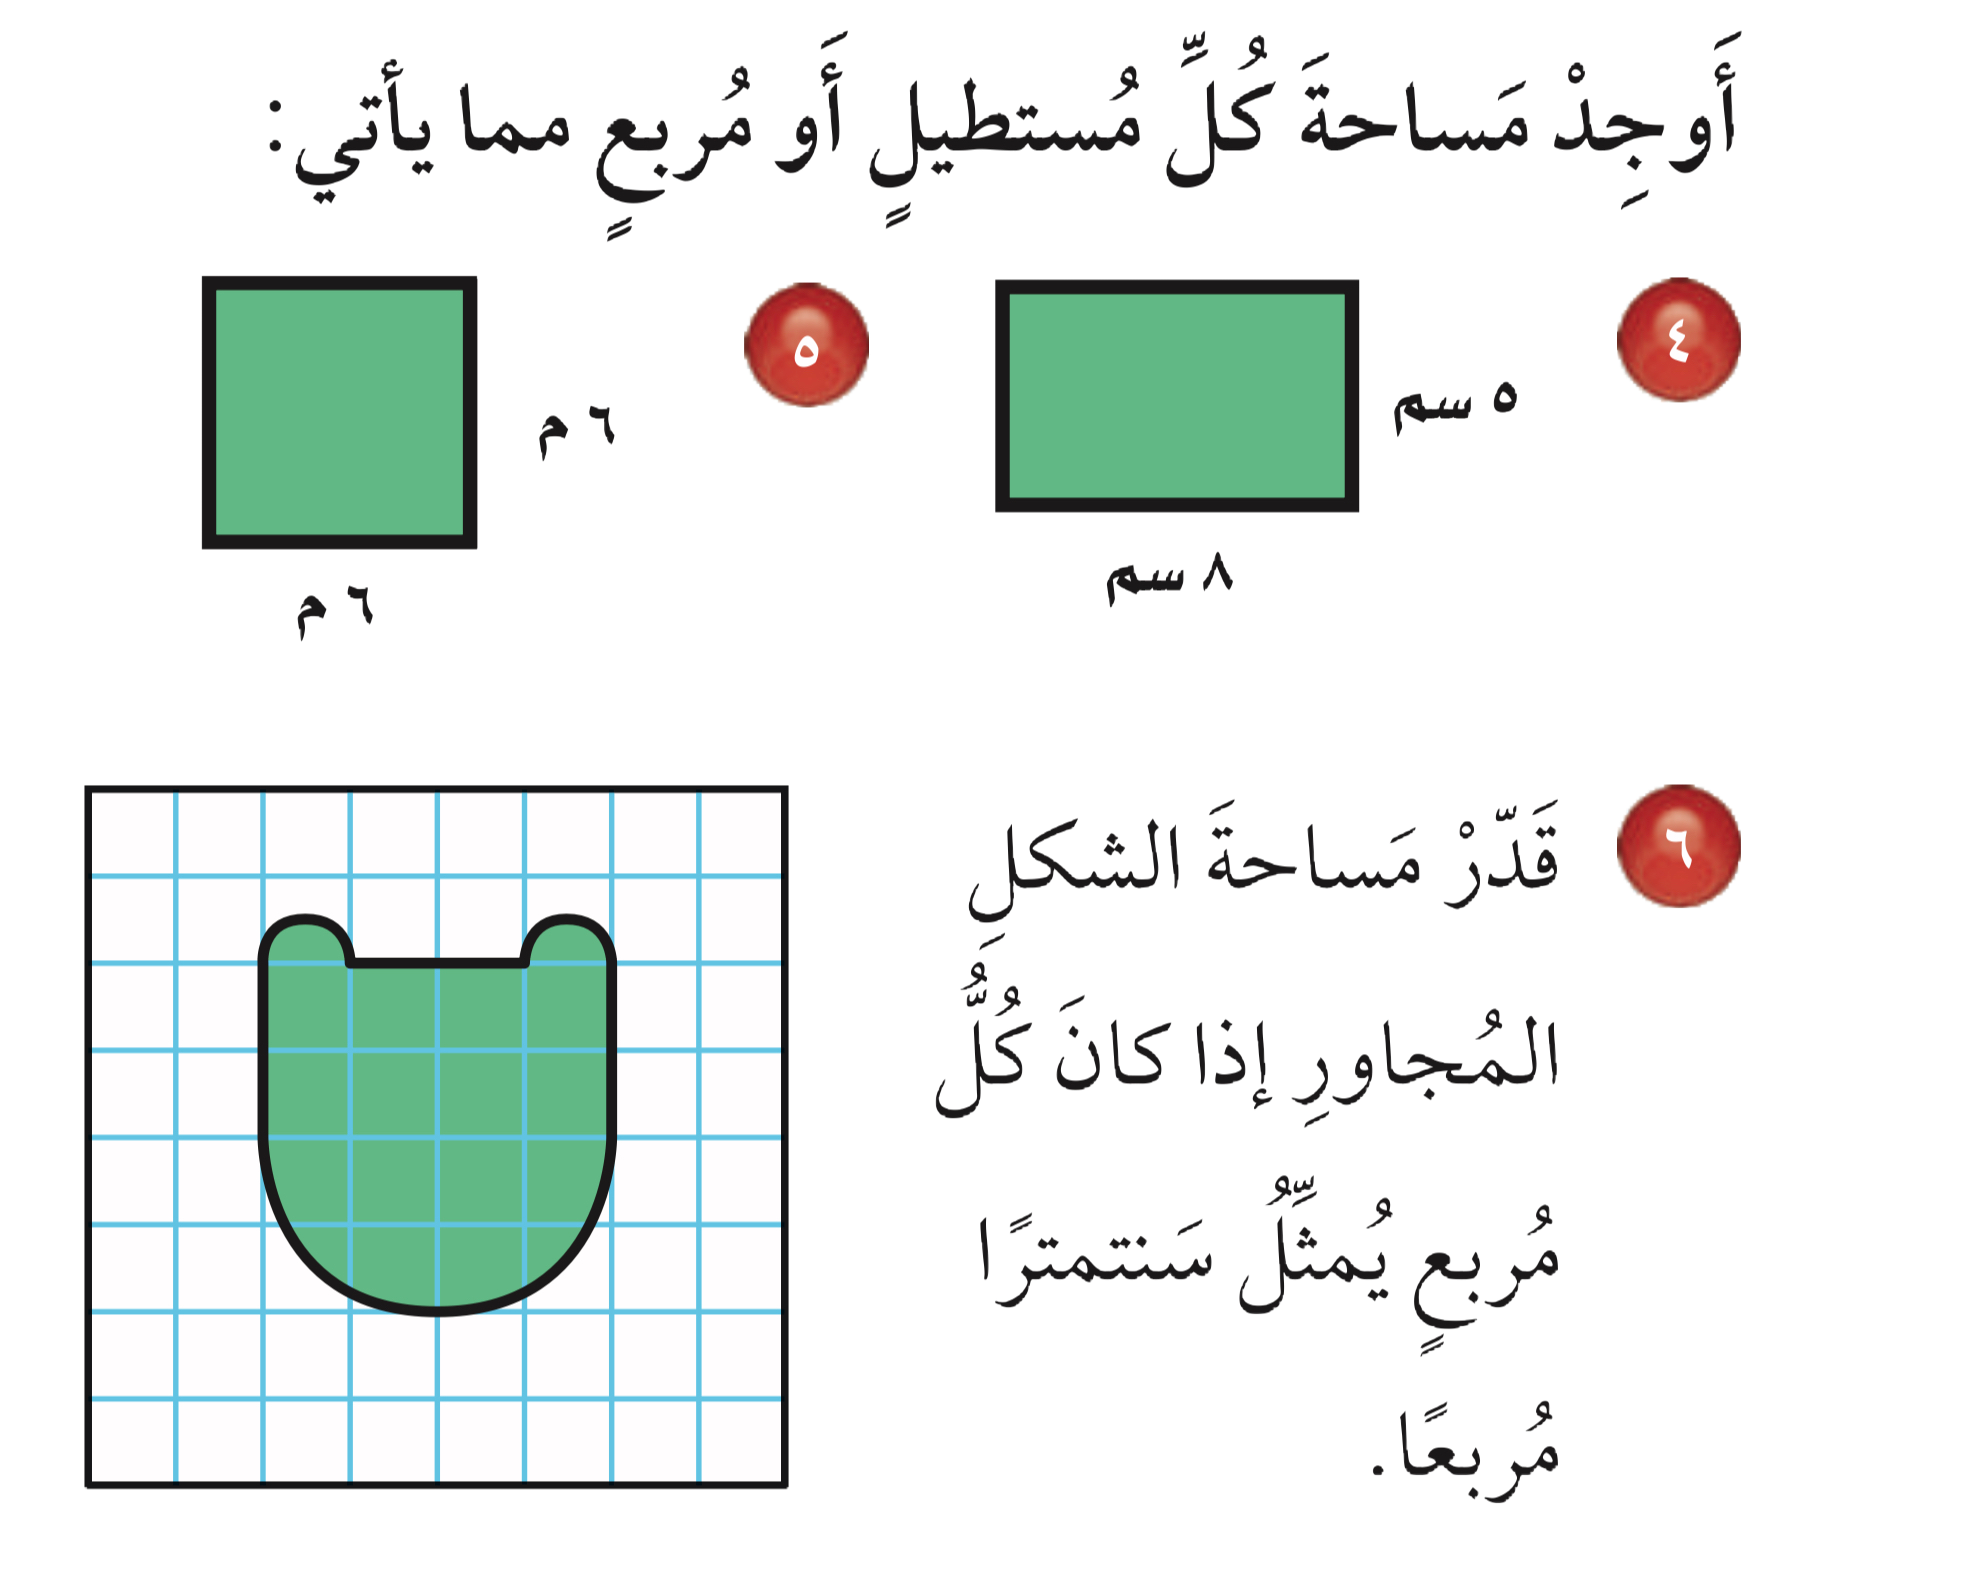 أَوجِدْ مَساحةَ كُلِّ مُستطيلٍ أَو مُربعٍ مما يأتي:
٤
٥ سم
٨ سم
٥
٦ م
٦ م
٦
قَدّرْ مَساحةَ الشكلِ
المُجاورِ إذا كانَ كُلُّ
مُربعٍ يُمثِّلُ سَنتمترًا
مُربعًا.